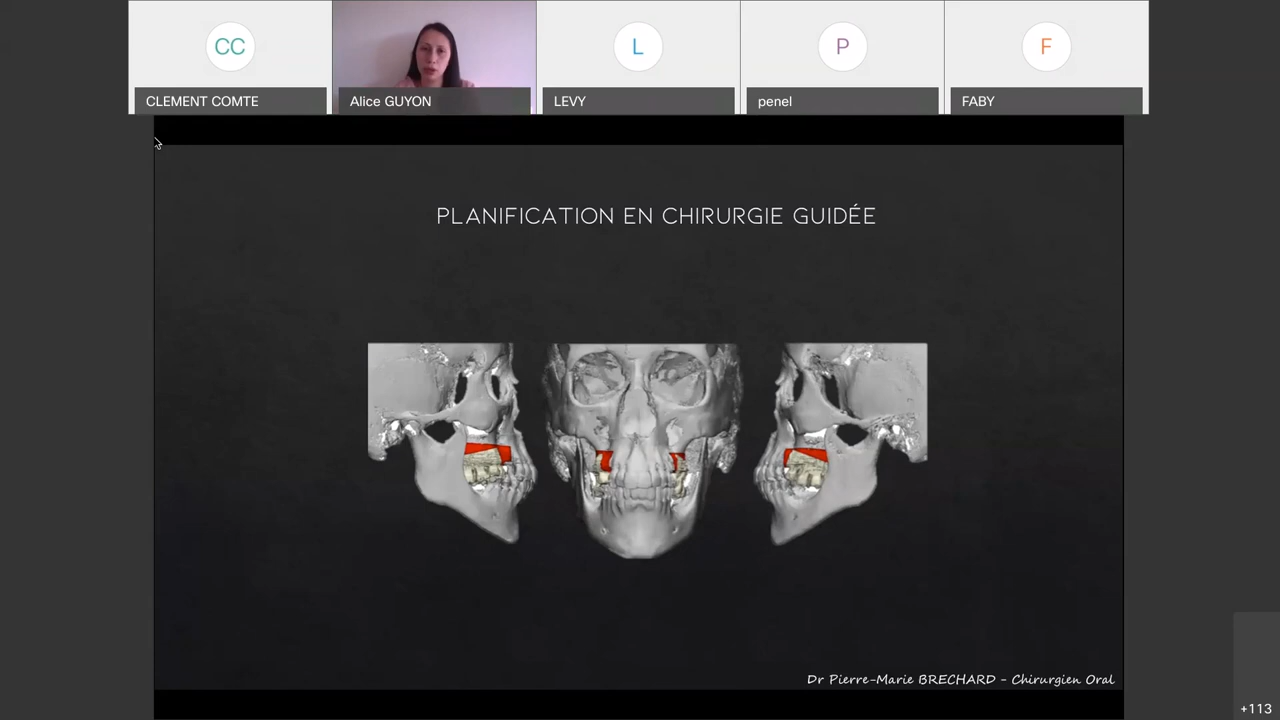 CC
L
P
F
CLEMENT COMTE
Alice GUYON
LEVY
penel
FABY
PLANIFICATION EN CHIRURGIE GUIDÉE
Dr Pierre-Marie BRECHARD - Chirurgien Oral
+113